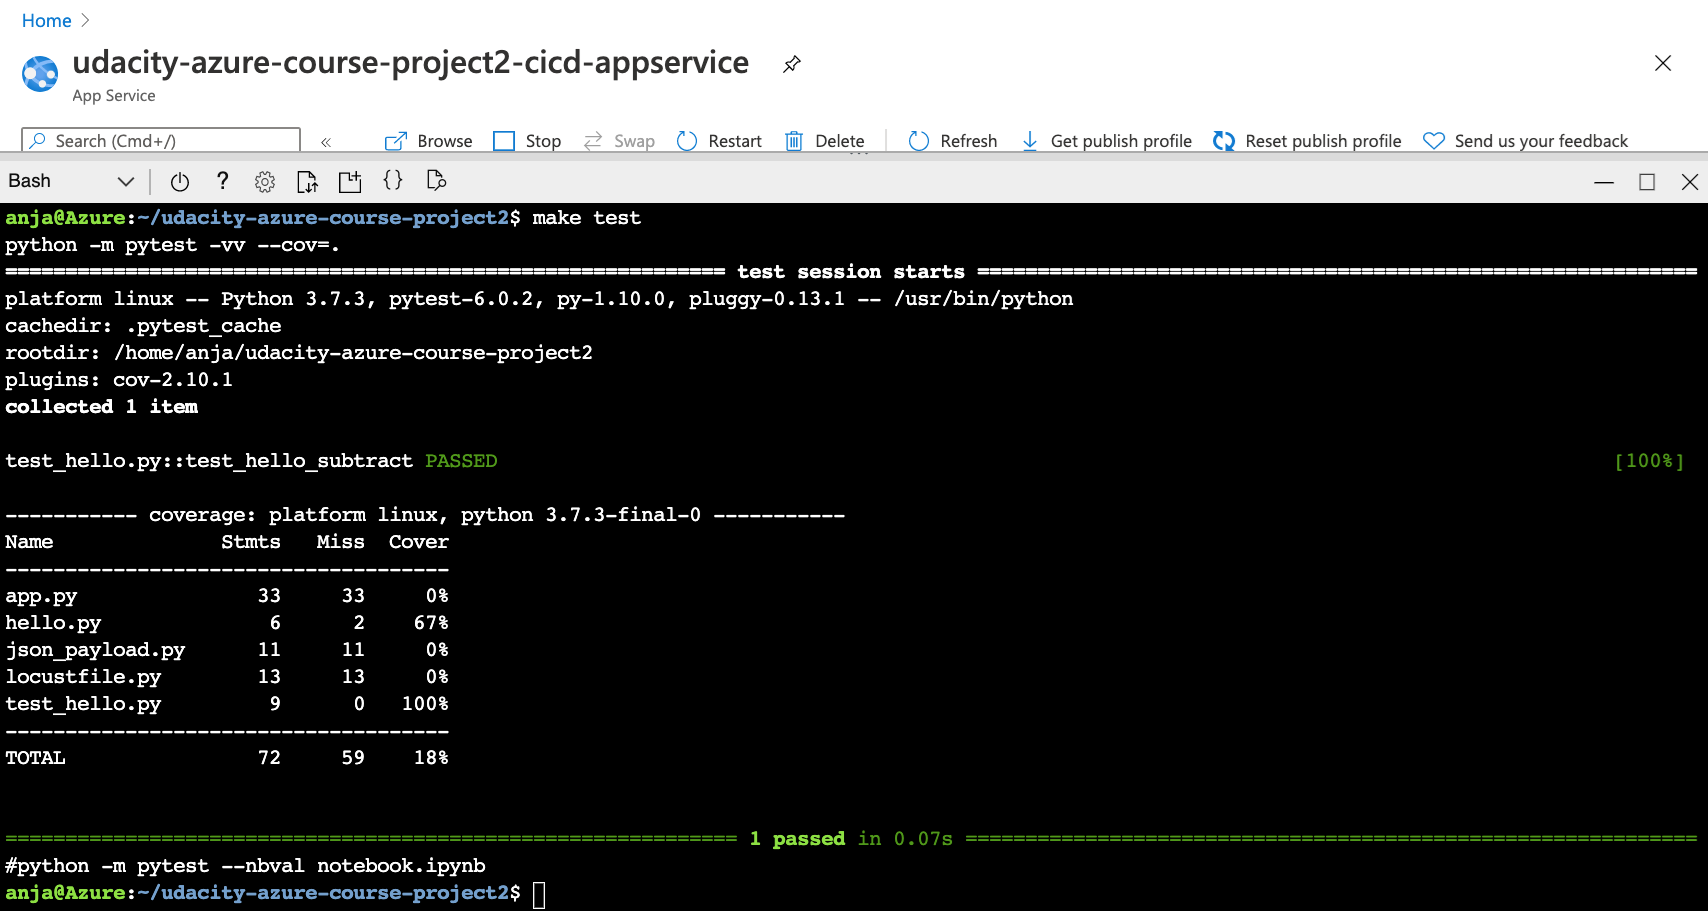 Home >
udacity-azure-course-project2-cicd-appservice
App Service
Search (Cmd+/) « Browse Stop Swap Restart Delete Refresh Get publish profile Reset publish profile Send us your feedback
Bash ? {}
anja@Azure:~/udacity-azure-course-project2$ make test
python -m pytest -vv --cov=.
============================================================ test session starts ============================================================
platform linux -- Python 3.7.3, pytest-6.0.2, py-1.10.0, pluggy-0.13.1 -- /usr/bin/python
cachedir: .pytest_cache
rootdir: /home/anja/udacity-azure-course-project2
plugins: cov-2.10.1
collected 1 item
test_hello.py::test_hello_subtract PASSED [100%]
----------- coverage: platform linux, python 3.7.3-final-0 -----------
Name Stmts Miss Cover
-------------------------------------
app.py 33 33 0%
hello.py 6 2 67%
json_payload.py 11 11 0%
locustfile.py 13 13 0%
test_hello.py 9 0 100%
-------------------------------------
TOTAL 72 59 18%
============================================================= 1 passed in 0.07s =============================================================
#python -m pytest --nbval notebook.ipynb
anja@Azure:~/udacity-azure-course-project2$